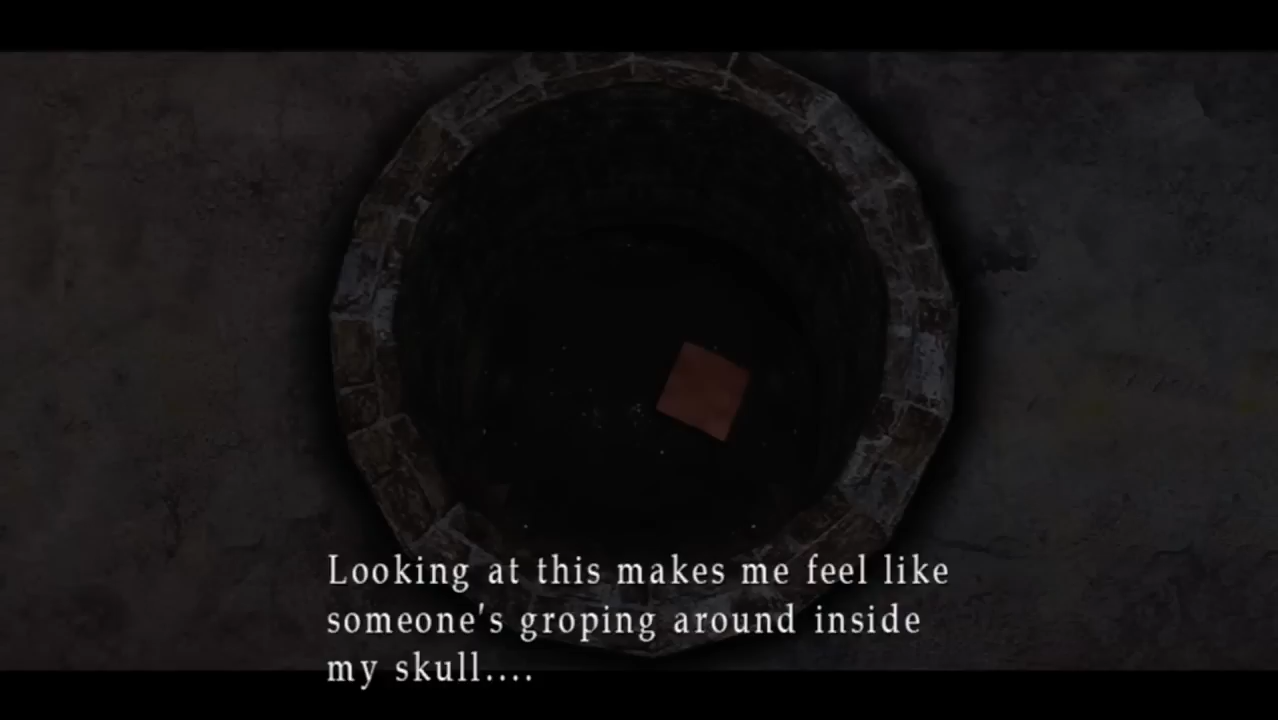 Looking at this makes me feel like
someone's groping around inside
my skull....